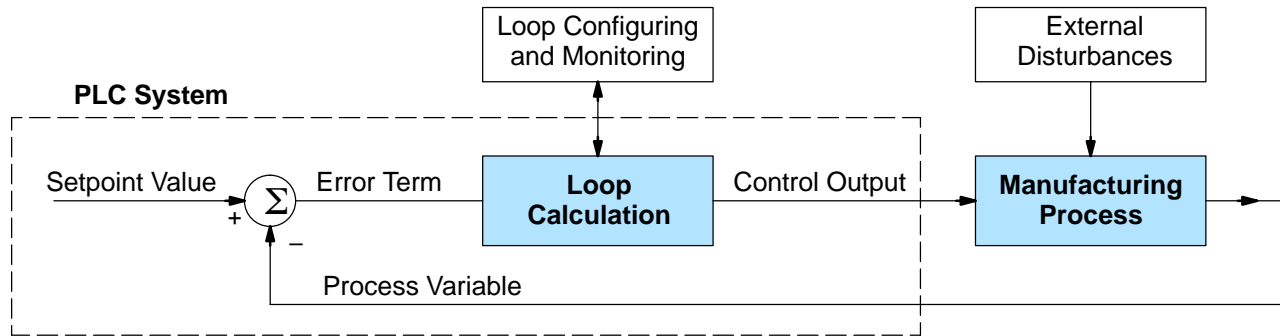 Loop Configuring
and Monitoring
External
Disturbances
PLC System
Setpoint Value
+
Σ
−
Error Term
Loop
Calculation
Control Output
Manufacturing
Process
Process Variable